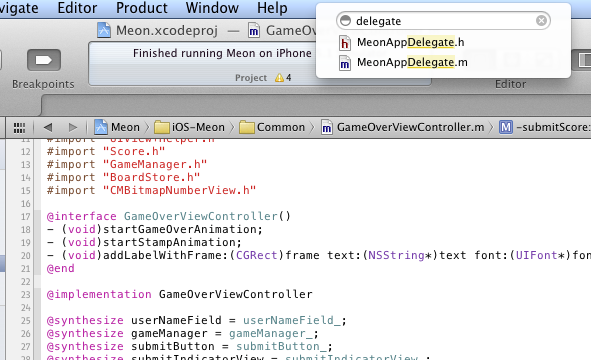 vigate Editor Product Window Help
Meon.xcodeproj — m GameOv
Finished running Meon on iPhone
Project 4
Breakpoints
Editor
delegate
h MeonAppDelegate.h
m MeonAppDelegate.m
Meon iOS-Meon Common m GameOverViewController.m M -submitScore:
11 #import "UIViewHelper.h"
12 #import "Score.h"
13 #import "GameManager.h"
14 #import "BoardStore.h"
15 #import "CMBitmapNumberView.h"
16
17 @interface GameOverViewController()
18 - (void)startGameOverAnimation;
19 - (void)startStampAnimation;
20 - (void)addLabelWithFrame:(CGRect)frame text:(NSString*)text font:(UIFont*)fon
21 @end
22
23 @implementation GameOverViewController
24
25 @synthesize userNameField = userNameField_;
26 @synthesize gameManager = gameManager_;
27 @synthesize submitButton = submitButton_;
28 @synthesize submitIndicatorView = submitIndicatorView_;